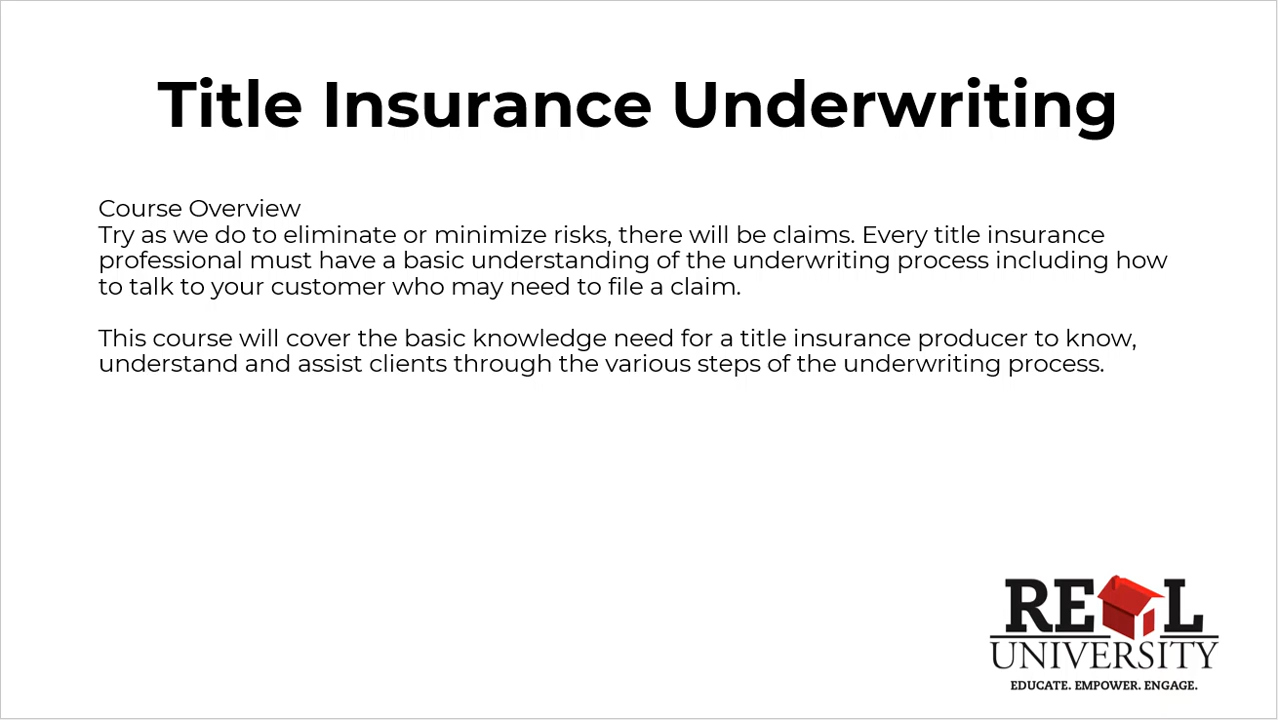 Title Insurance Underwriting
Course Overview
Try as we do to eliminate or minimize risks, there will be claims. Every title insurance
professional must have a basic understanding of the underwriting process including how
to talk to your customer who may need to file a claim.
This course will cover the basic knowledge need for a title insurance producer to know,
understand and assist clients through the various steps of the underwriting process.
REAL
UNIVERSITY
EDUCATE. EMPOWER. ENGAGE.